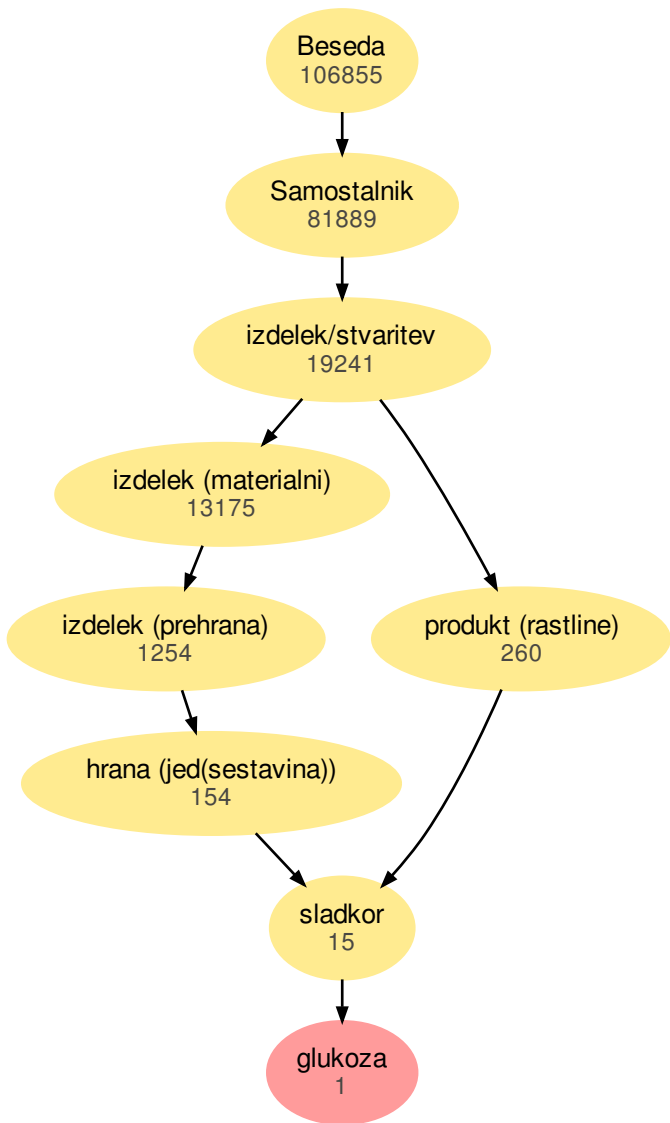 Beseda
106855
Samostalnik
81889
izdelek/stvaritev
19241
izdelek (materialni)
13175
izdelek (prehrana)
1254
produkt (rastline)
260
hrana (jed(sestavina))
154
sladkor
15
glukoza
1